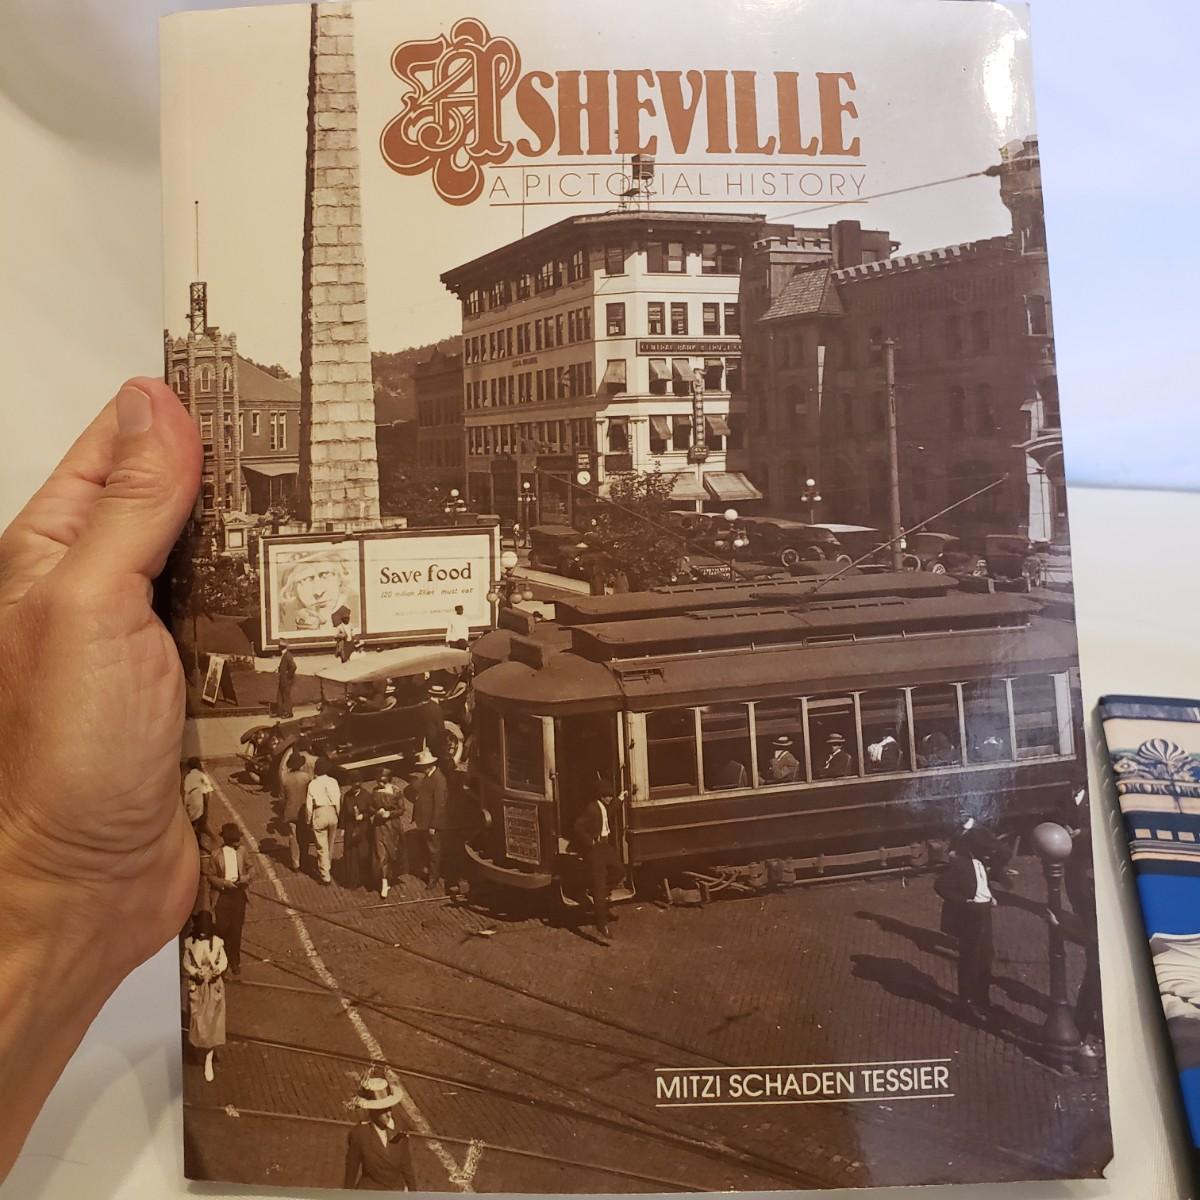 ASHEVILLE
A PICTORIAL HISTORY
Save food
120 million Allies must eat
MITZI SCHADEN TESSIER